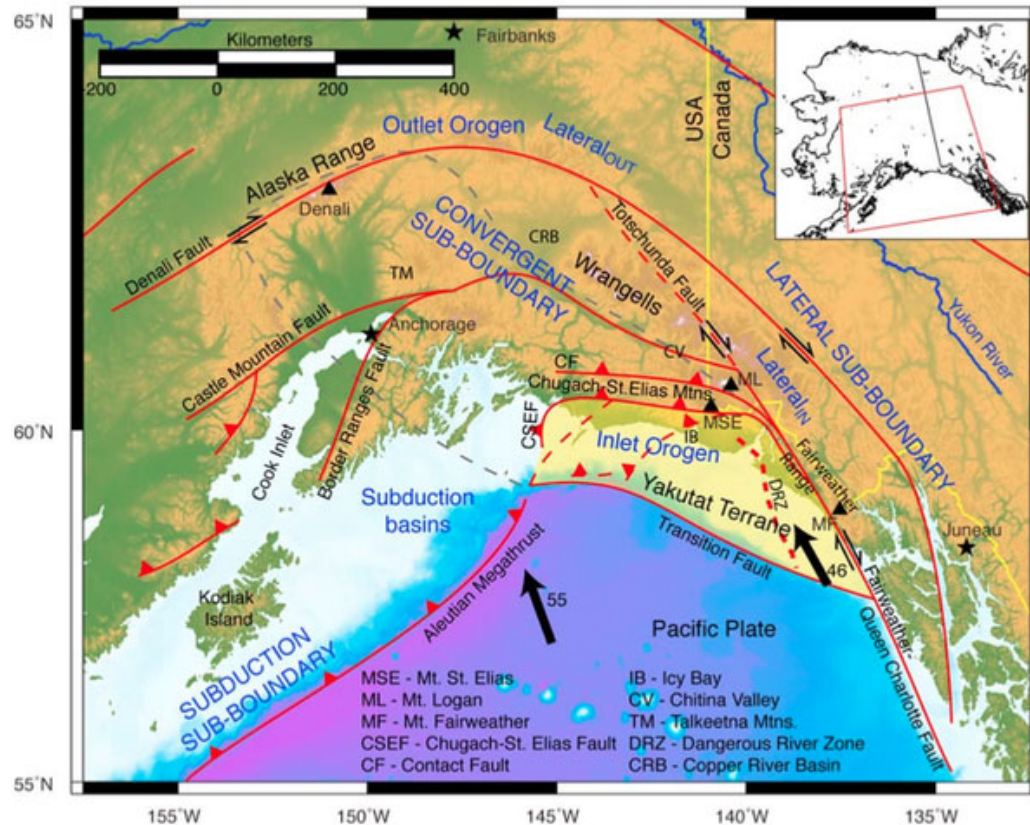 65°N
Kilometers
-200
0
200
400
Fairbanks
USA
Canada
Outlet Orogen
LateralOUT
Alaska Range
Denali
Denali Fault
CONVERGENT
SUB-BOUNDARY
CRB
TM
Totschunda Fault
Wrangells
LATERAL SUB-BOUNDARY
Yukon River
Castle Mountain Fault
Anchorage
Border Ranges Fault
Cook Inlet
CV
CF
ML
LateralIN
Chugach-St.Elias Mtns
MSE
60°N
CSEF
IB
Inlet Orogen
Fairweather
Range
DRZ
Yakutat Terrane
MF
Subduction
basins
Transition Fault
46
Juneau
Kodiak
Island
Aleutian Megathrust
55
Fairweather-
Queen Charlotte Fault
Pacific Plate
SUBDUCTION
SUB-BOUNDARY
MSE - Mt. St. Elias
ML - Mt. Logan
MF - Mt. Fairweather
CSEF - Chugach-St. Elias Fault
CF - Contact Fault
IB - Icy Bay
CV - Chitina Valley
TM - Talkeetna Mtns.
DRZ - Dangerous River Zone
CRB - Copper River Basin
55°N
155°W
150°W
145°W
140°W
135°W